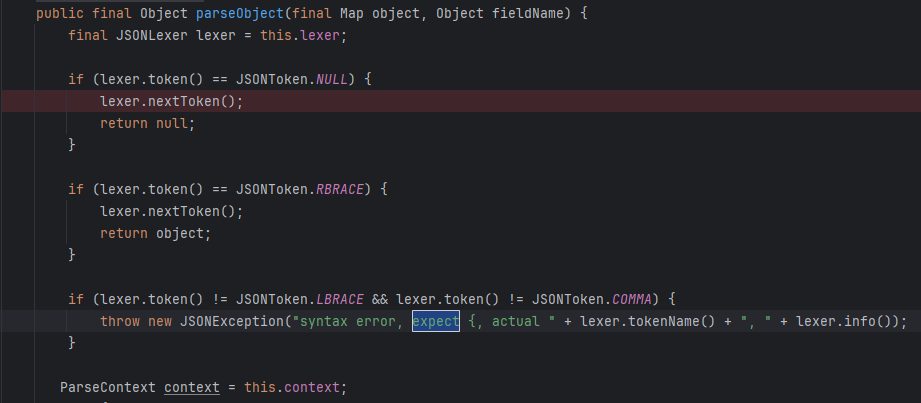 public final Object parseObject(final Map object, Object fieldName) {
final JSONLexer lexer = this.lexer;
if (lexer.token() == JSONToken.NULL) {
lexer.nextToken();
return null;
}
if (lexer.token() == JSONToken.RBRACE) {
lexer.nextToken();
return object;
}
if (lexer.token() != JSONToken.LBRACE && lexer.token() != JSONToken.COMMA) {
throw new JSONException("syntax error, expect {, actual " + lexer.tokenName() + ", " + lexer.info());
}
ParseContext context = this.context;